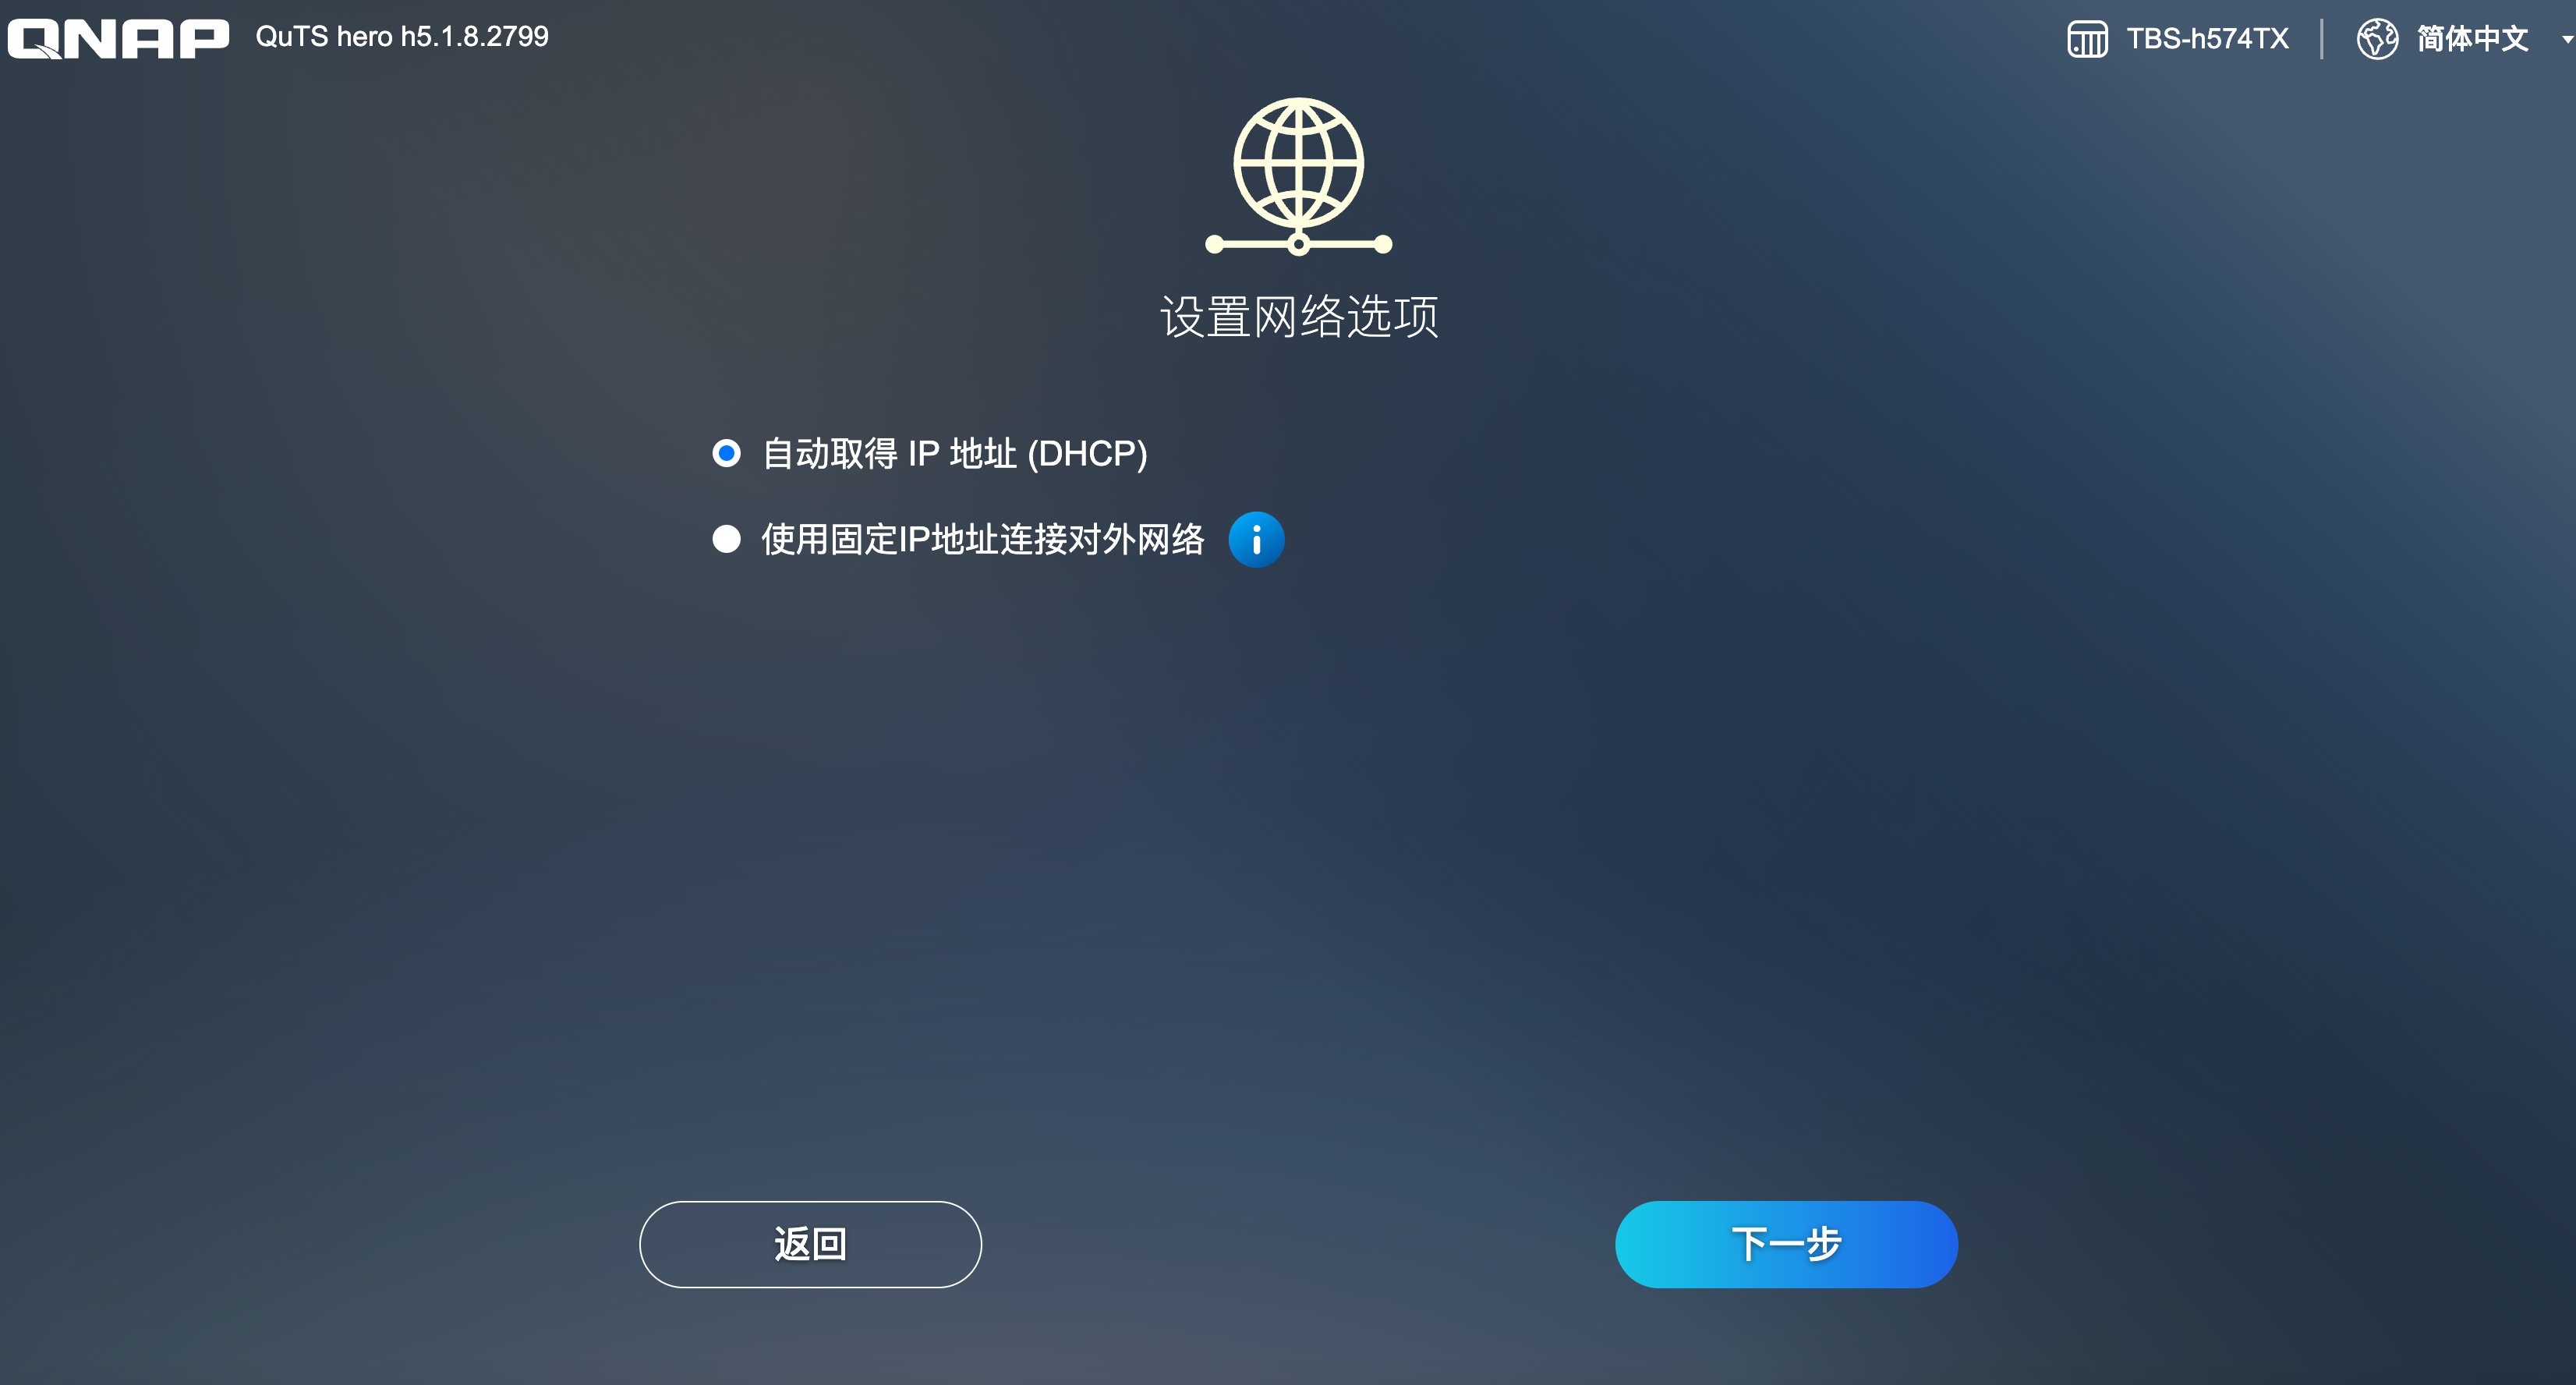 QNAP QuTS hero h5.1.8.2799 TBS-h574TX 简体中文
设置网络选项
自动取得 IP 地址 (DHCP)
使用固定IP地址连接对外网络
返回 下一步